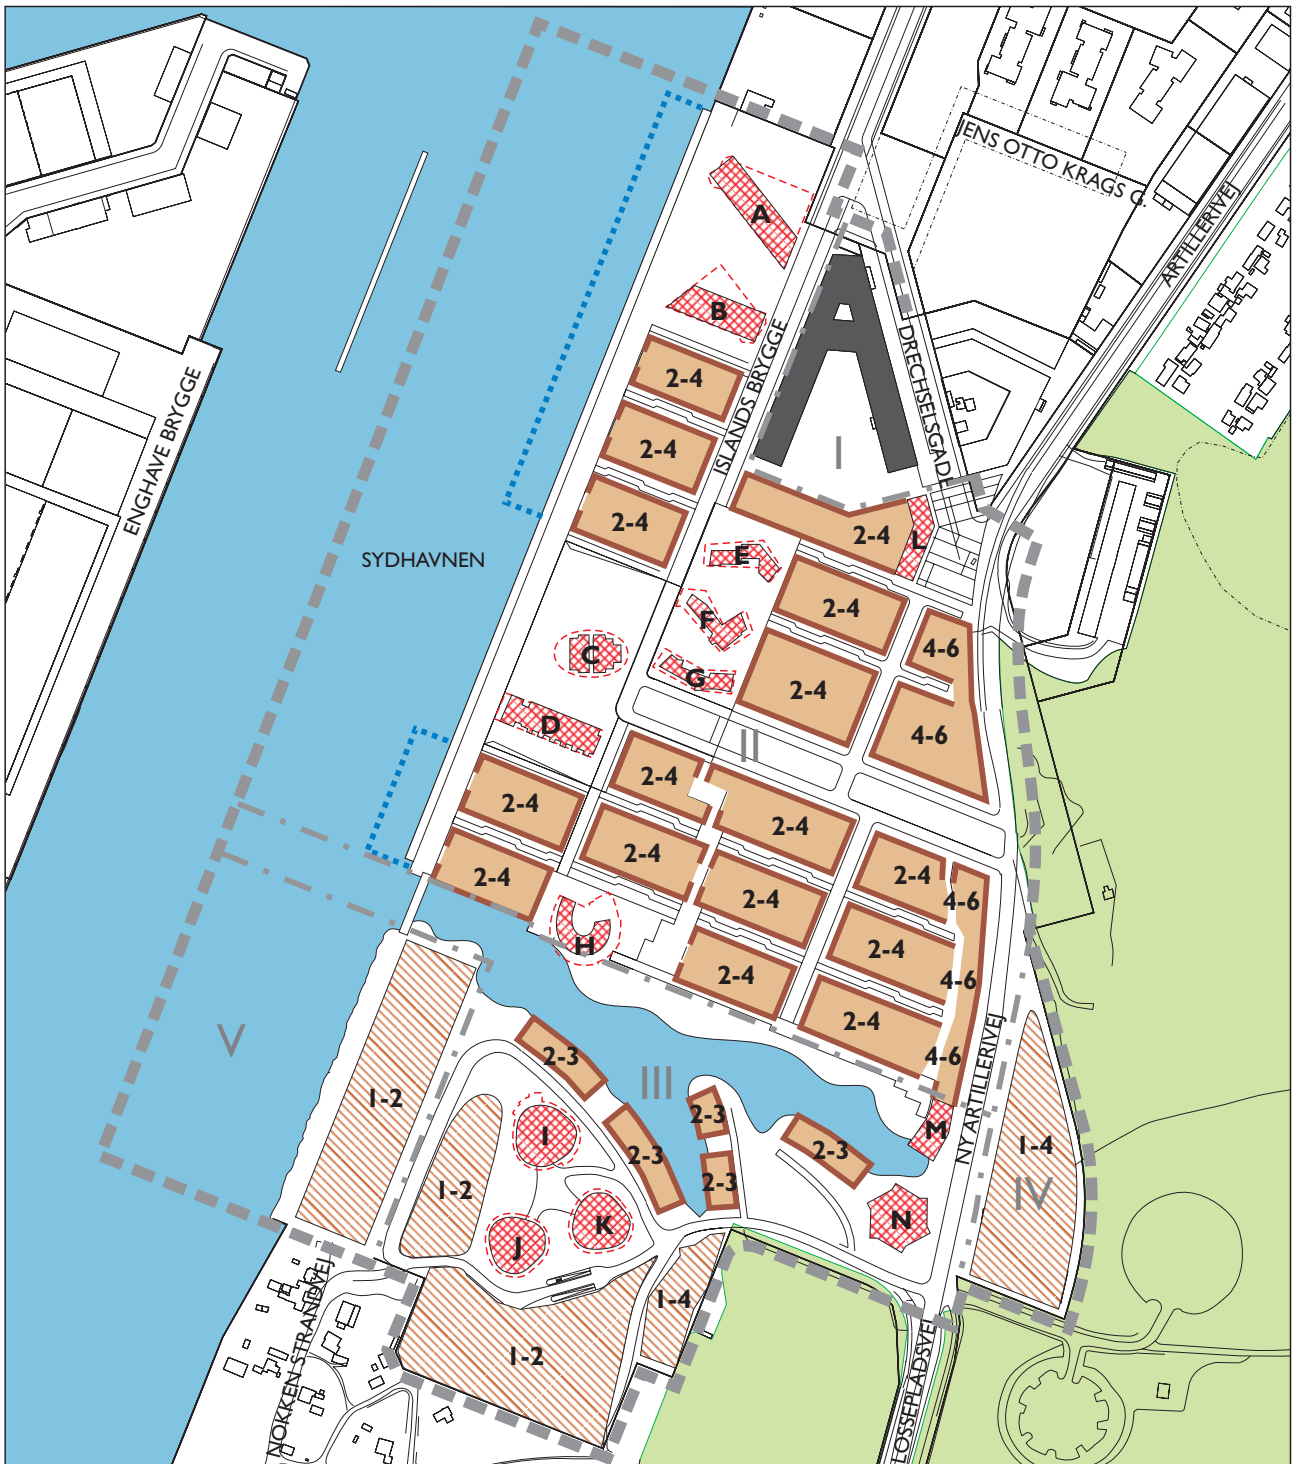 JENS OTTO KRAGS G.
ARTILLERIVEJ
A
B
ISLANDS BRYGGE
DRECHSELSGADE
ENGHAVE BRYGGE
2-4
2-4
I
2-4
2-4
L
SYDHAVNEN
E
2-4
F
4-6
C
G
2-4
D
4-6
II
2-4
2-4
2-4
2-4
2-4
4-6
2-4
2-4
2-4
H
2-4
2-4
4-6
2-4
V
2-3
4-6
III
NY ARTILLERIVEJ
1-2
2-3
M
I
2-3
2-3
1-4
1-2
2-3
IV
K
N
J
1-4
NOKKEN STRANDVEJ
1-2
LOSSEPLADSVEJ